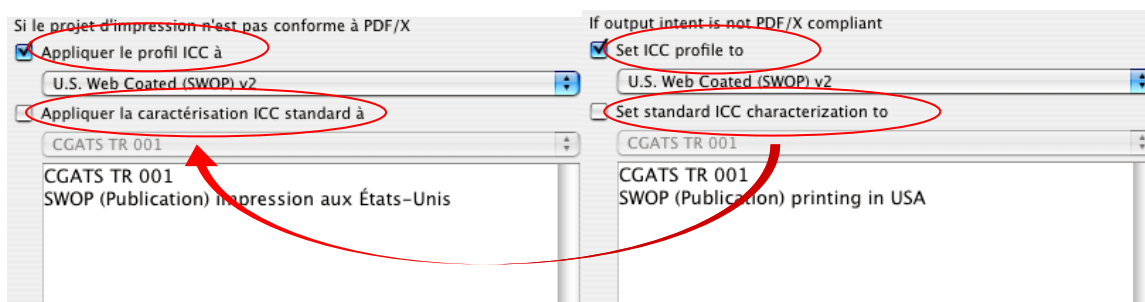 Si le projet d'impression n'est pas conforme à PDF/X
Appliquer le profil ICC à
U.S. Web Coated (SWOP) v2
Appliquer la caractérisation ICC standard à
CGATS TR 001
CGATS TR 001
SWOP (Publication) impression aux États-Unis
If output intent is not PDF/X compliant
Set ICC profile to
U.S. Web Coated (SWOP) v2
Set standard ICC characterization to
CGATS TR 001
CGATS TR 001
SWOP (Publication) printing in USA